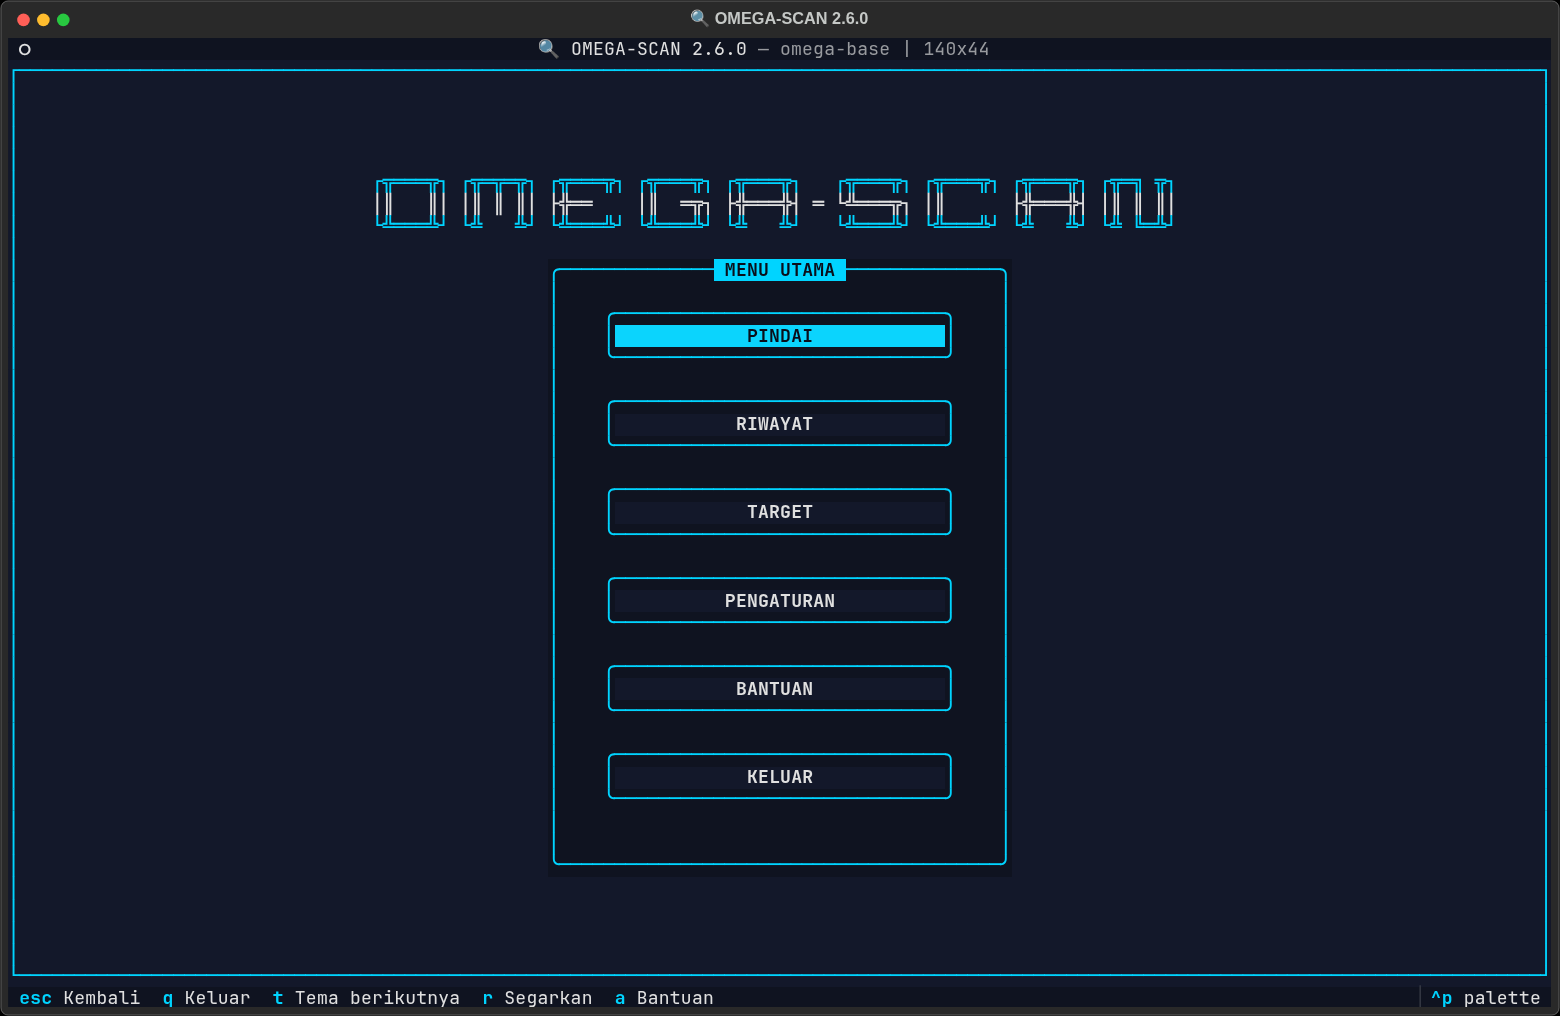 🔍 OMEGA-SCAN 2.6.0
🔍 OMEGA-SCAN 2.6.0 — omega-base | 140x44
OMEGA-SCAN
MENU UTAMA
PINDAI
RIWAYAT
TARGET
PENGATURAN
BANTUAN
KELUAR
esc Kembali q Keluar t Tema berikutnya r Segarkan a Bantuan ^p palette